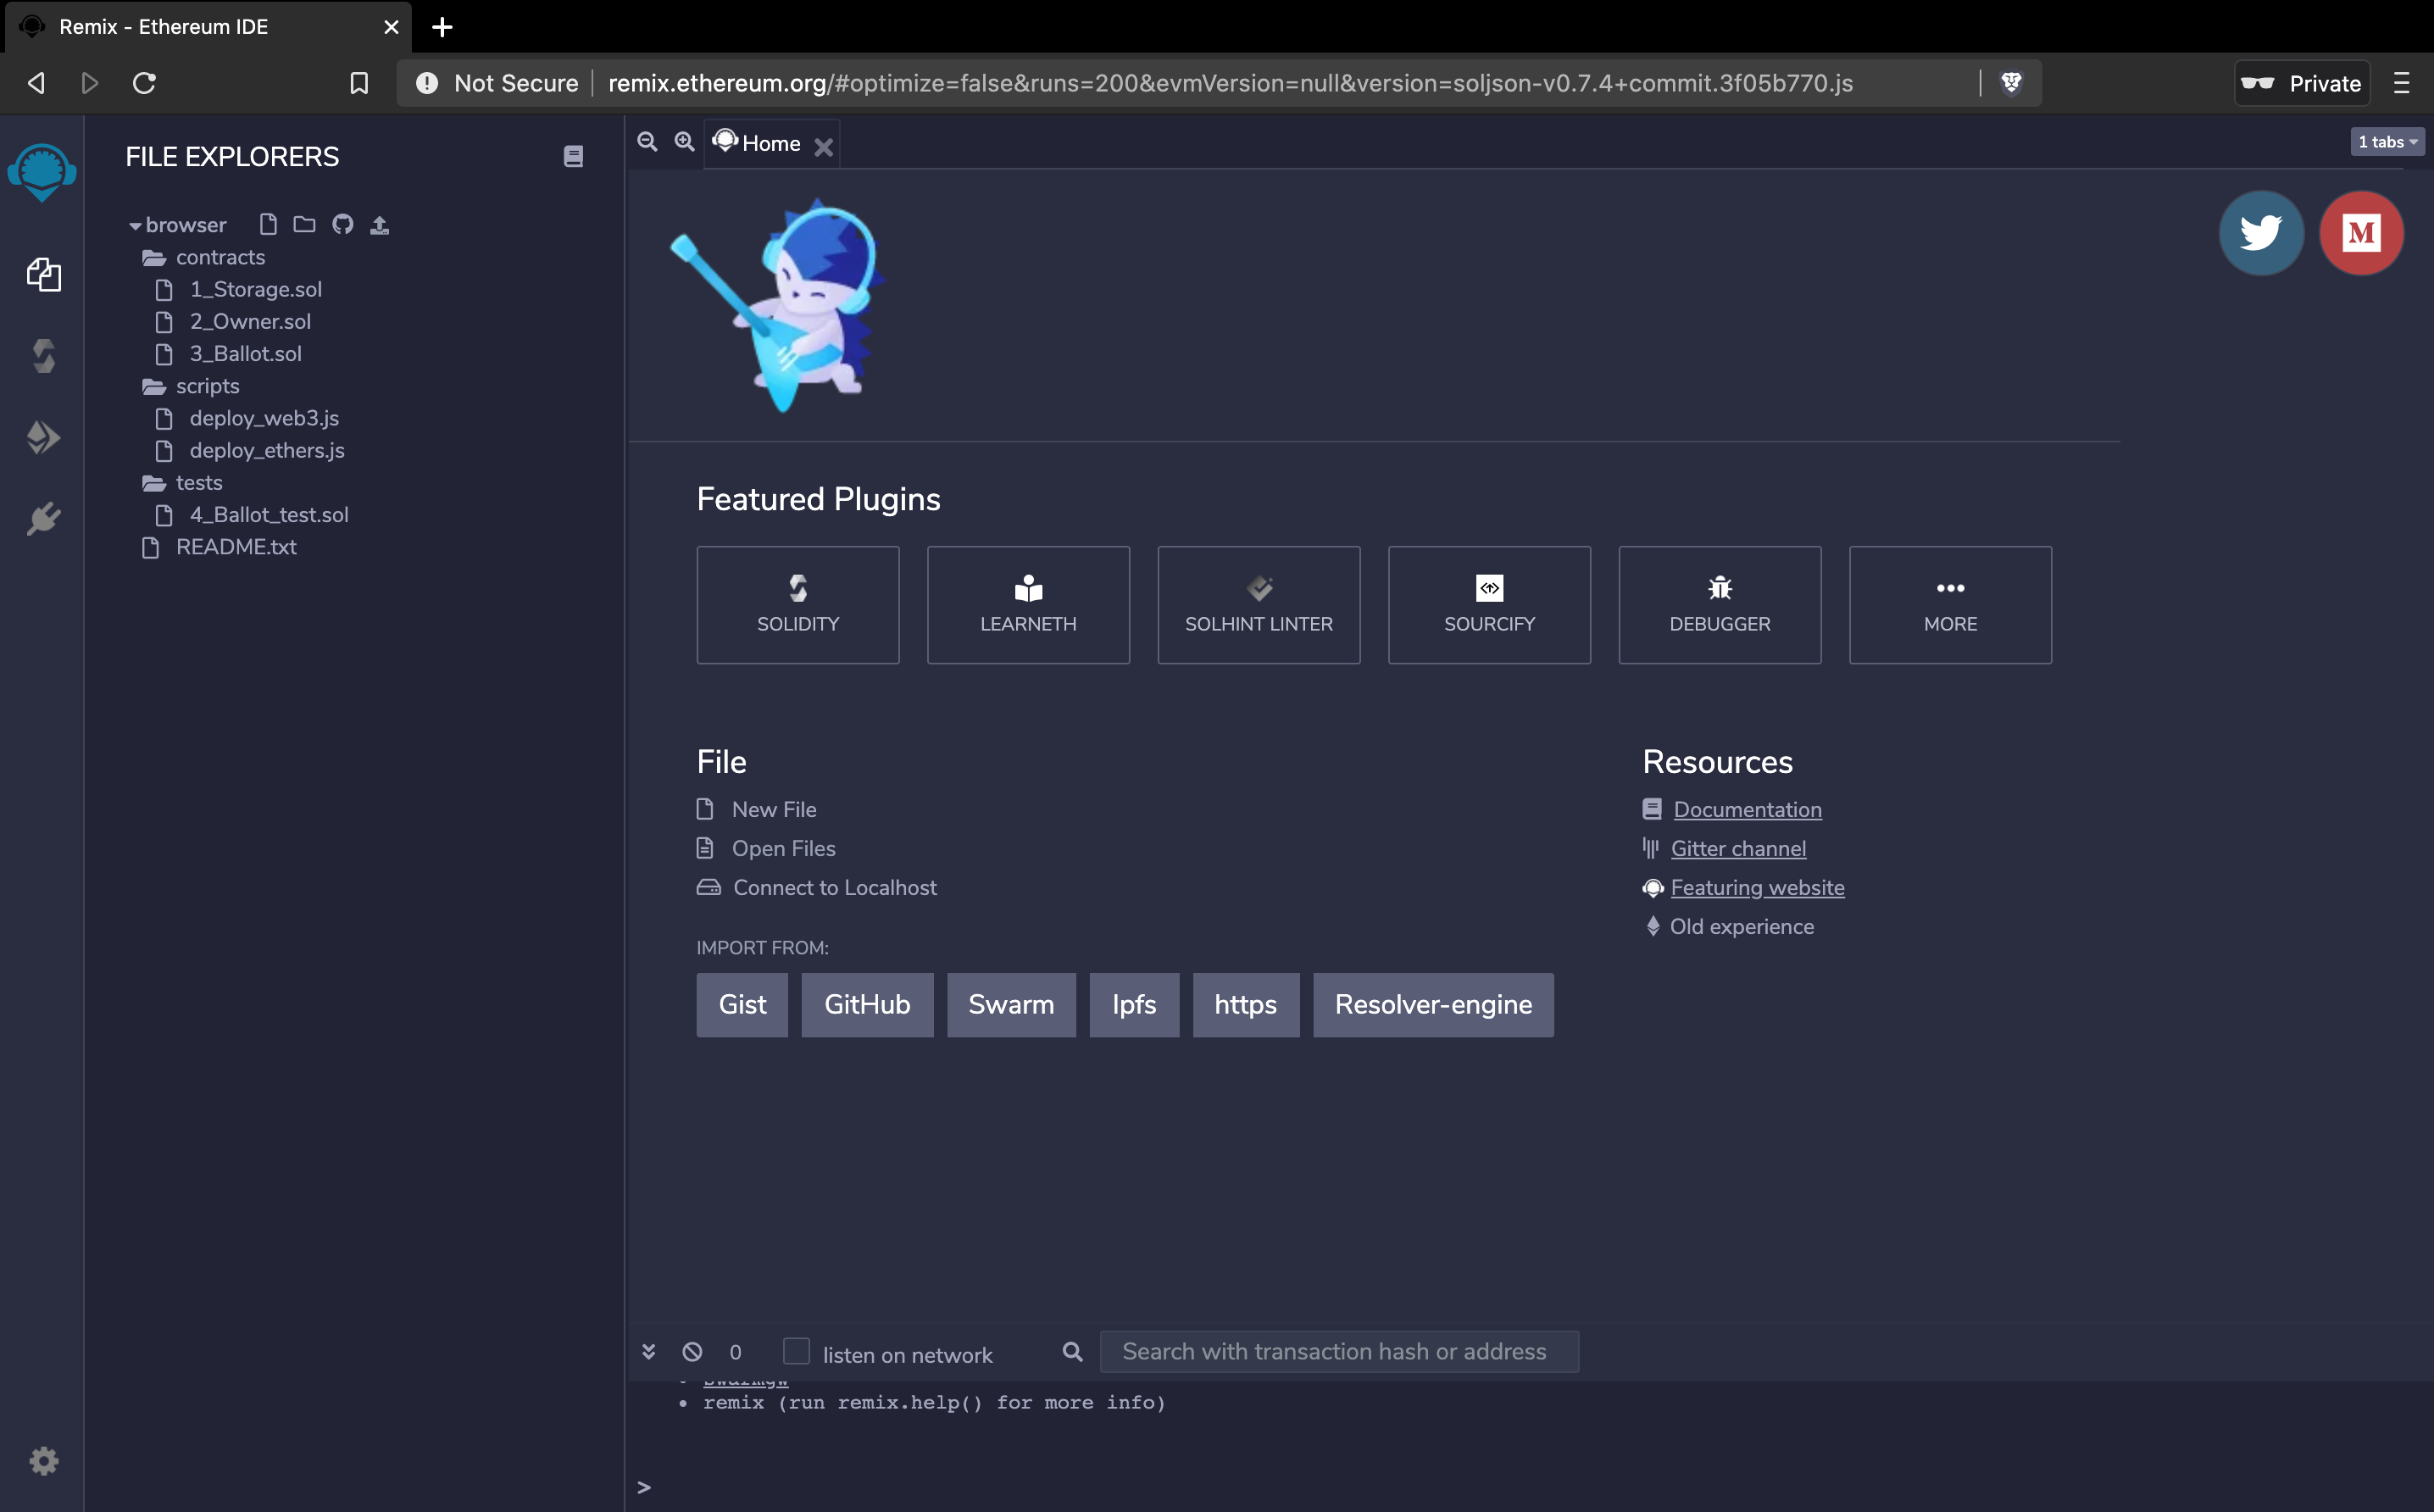 Remix - Ethereum IDE
Not Secure remix.ethereum.org/#optimize=false&runs=200&evmVersion=null&version=soljson-v0.7.4+commit.3f05b770.js
Private
FILE EXPLORERS
Home
1 tabs
browser
contracts
1_Storage.sol
2_Owner.sol
3_Ballot.sol
scripts
deploy_web3.js
deploy_ethers.js
tests
4_Ballot_test.sol
README.txt
M
Featured Plugins
SOLIDITY
LEARNETH
SOLHINT LINTER
SOURCIFY
DEBUGGER
MORE
File
New File
Open Files
Connect to Localhost
IMPORT FROM:
Gist
GitHub
Swarm
Ipfs
https
Resolver-engine
Resources
Documentation
Gitter channel
Featuring website
Old experience
0
listen on network
Search with transaction hash or address
swarmgw
remix (run remix.help() for more info)
>